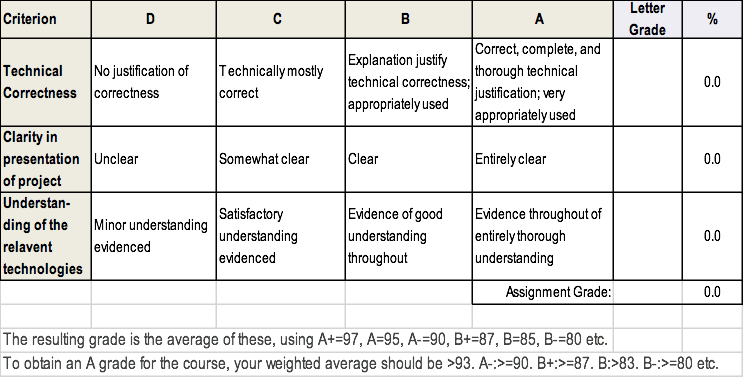 Criterion D C B A Letter Grade %
Technical Correctness
No justification of correctness
Technically mostly correct
Explanation justify technical correctness; appropriately used
Correct, complete, and thorough technical justification; very appropriately used
0.0
Clarity in presentation of project
Unclear
Somewhat clear
Clear
Entirely clear
0.0
Understan-
ding of the relavent technologies
Minor understanding evidenced
Satisfactory understanding evidenced
Evidence of good understanding throughout
Evidence throughout of entirely thorough understanding
0.0
Assignment Grade: 0.0
The resulting grade is the average of these, using A+=97, A=95, A-=90, B+=87, B=85, B-=80 etc.
To obtain an A grade for the course, your weighted average should be >93. A-:>=90. B+:>=87. B:>83. B-:>=80 etc.